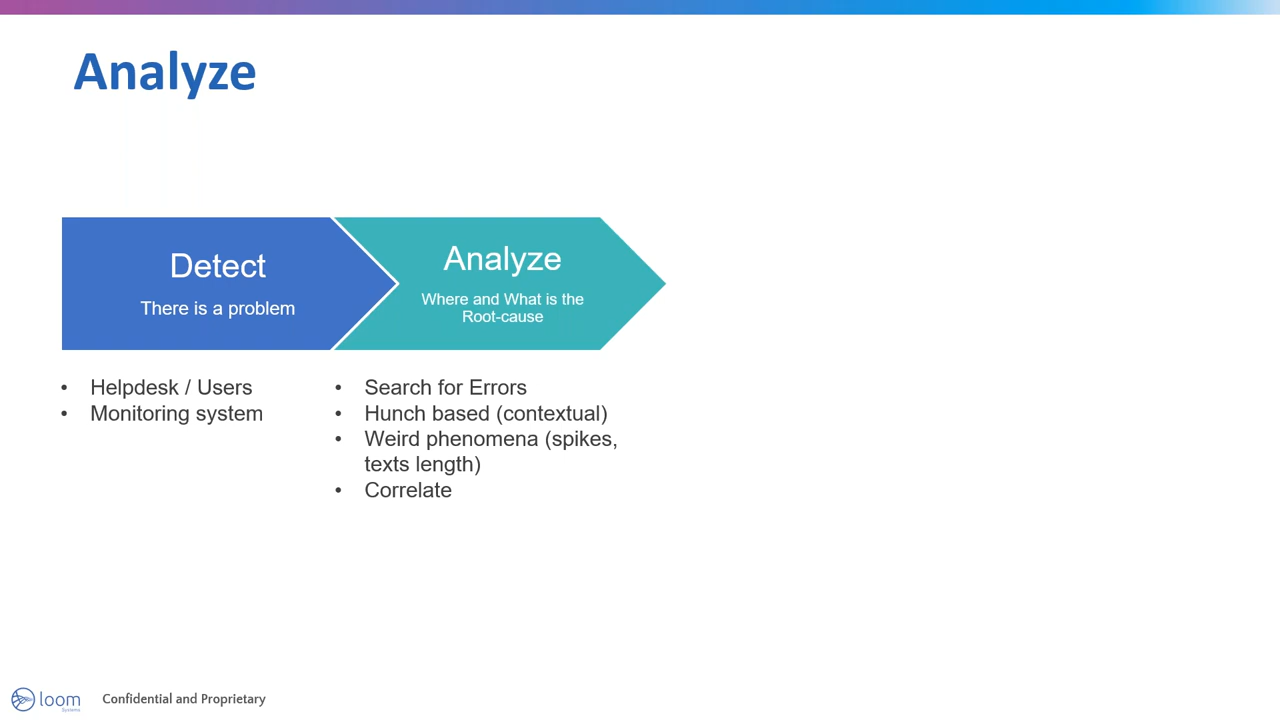 Analyze
Detect
There is a problem
Analyze
Where and What is the
Root-cause
• Helpdesk / Users
• Monitoring system
• Search for Errors
• Hunch based (contextual)
• Weird phenomena (spikes,
texts length)
• Correlate
loom
Systems
Confidential and Proprietary